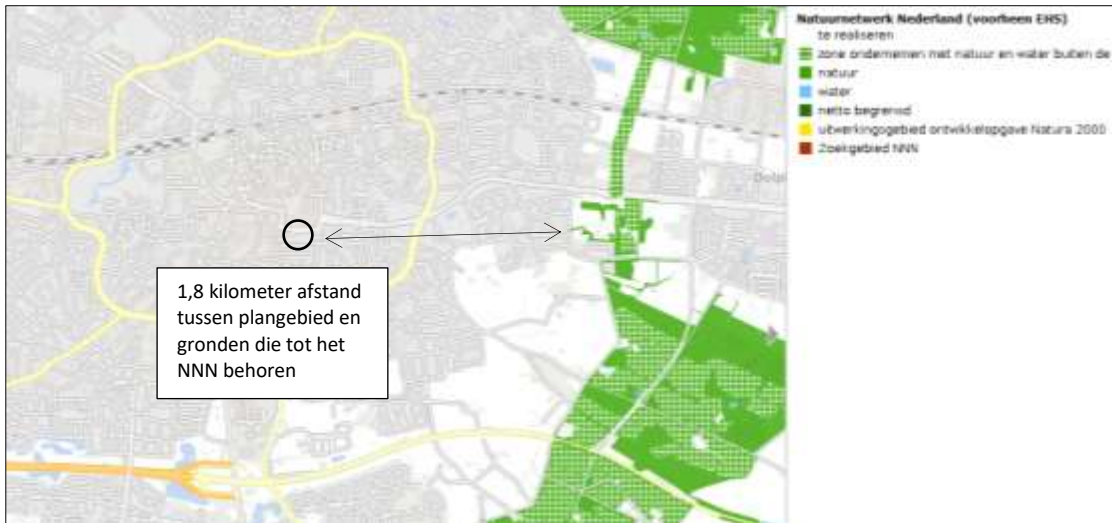 Natuurnetwerk Nederland (voorheen EHS)
te realiseren
zone ondernemen met natuur en water buiten de
natuur
water
netto begrensd
uitwerkingsgebied ontwikkelopgave Natura 2000
Zoekgebied NNN
1,8 kilometer afstand
tussen plangebied en
gronden die tot het
NNN behoren